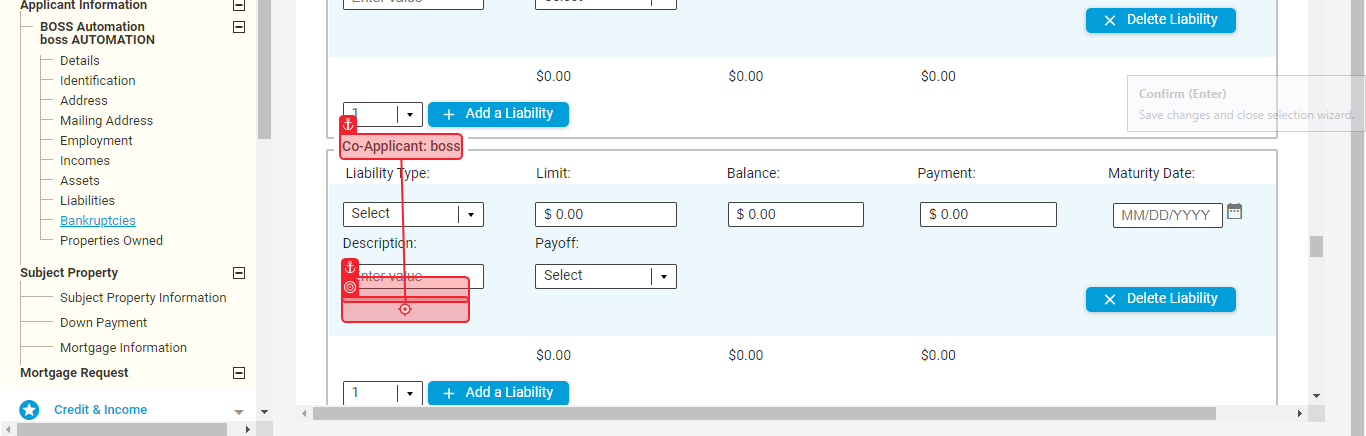 Applicant Information
BOSS Automation
boss AUTOMATION
Details
Identification
Address
Mailing Address
Employment
Incomes
Assets
Liabilities
Bankruptcies
Properties Owned
Subject Property
Subject Property Information
Down Payment
Mortgage Information
Mortgage Request
Credit & Income
Enter value
Select
Delete Liability
$0.00 $0.00 $0.00
1 Add a Liability
Confirm (Enter)
Save changes and close selection wizard.
Co-Applicant: boss
Liability Type: Limit: Balance: Payment: Maturity Date:
Select $ 0.00 $ 0.00 $ 0.00 MM/DD/YYYY
Description: Payoff:
Enter value Select
Delete Liability
$0.00 $0.00 $0.00
1 Add a Liability